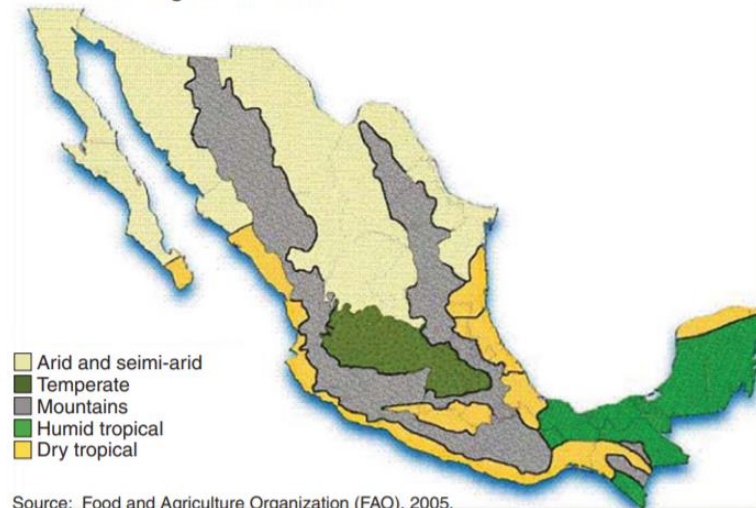 Arid and seimi-arid
Temperate
Mountains
Humid tropical
Dry tropical
Source: Food and Agriculture Organization (FAO), 2005.